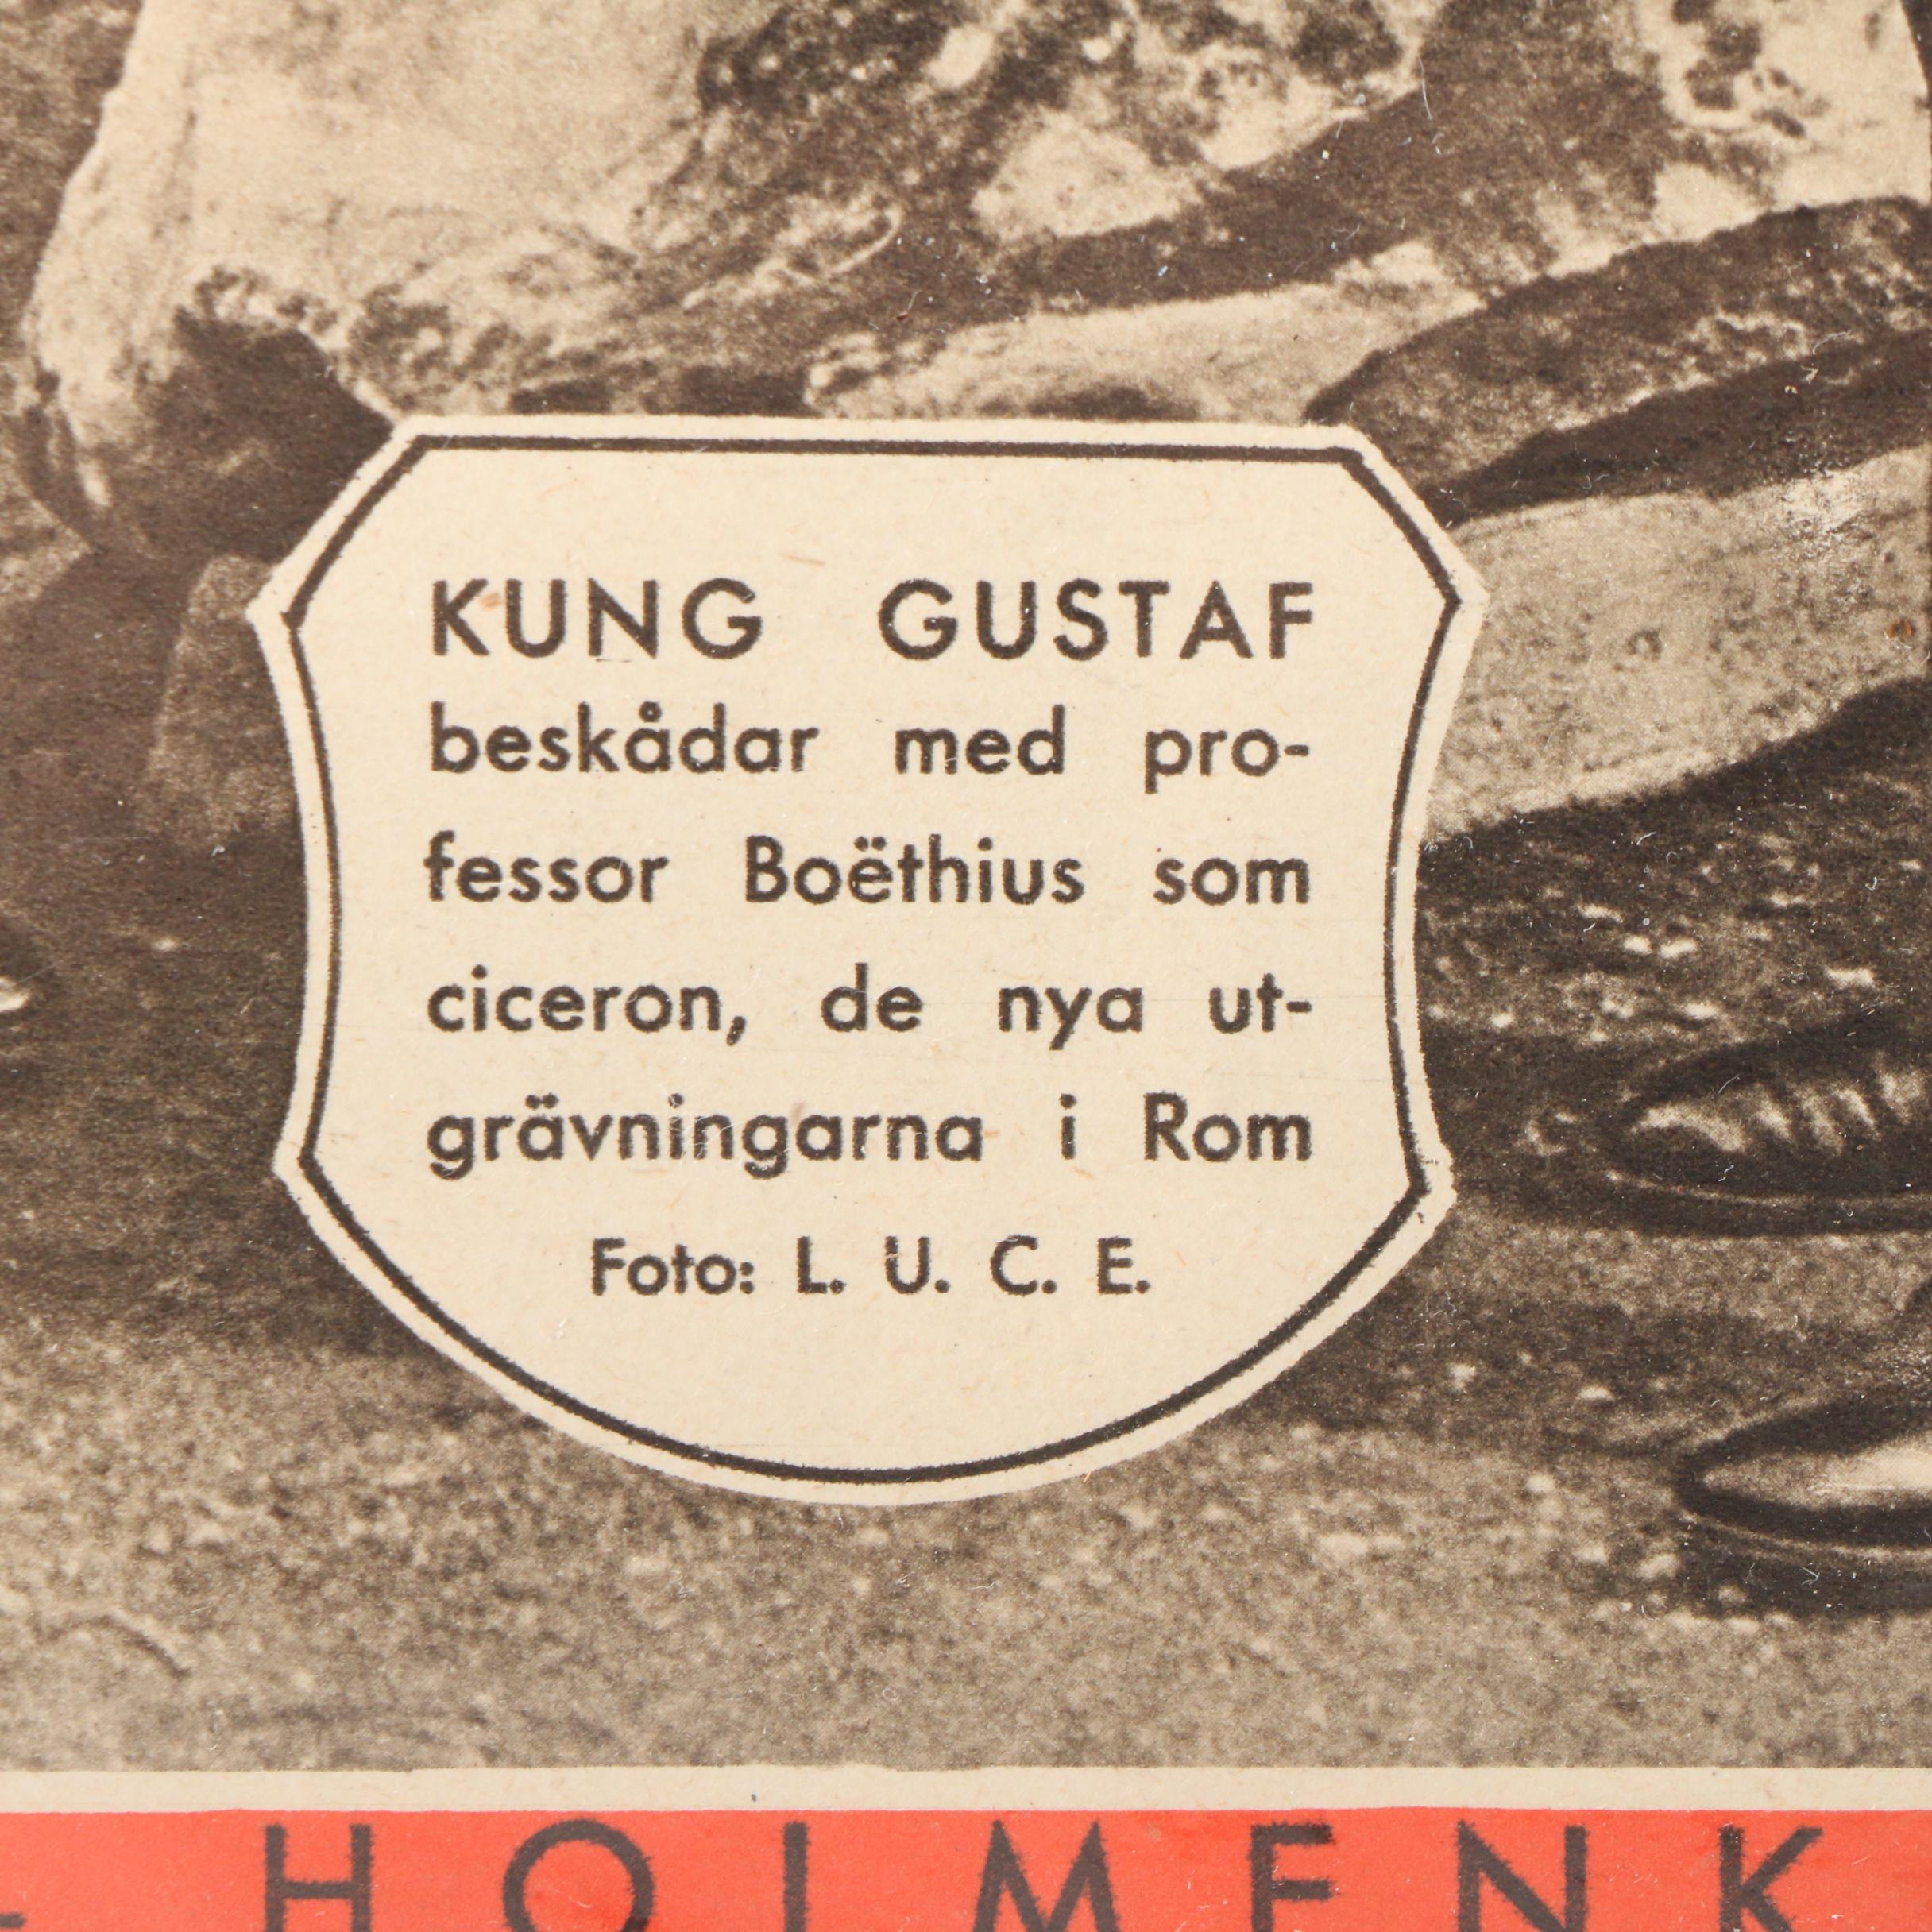 KUNG GUSTAF
beskådar med pro-
fessor Boëthius som
ciceron, de nya ut-
grävningarna i Rom
Foto: L. U. C. E.
HOLMENK